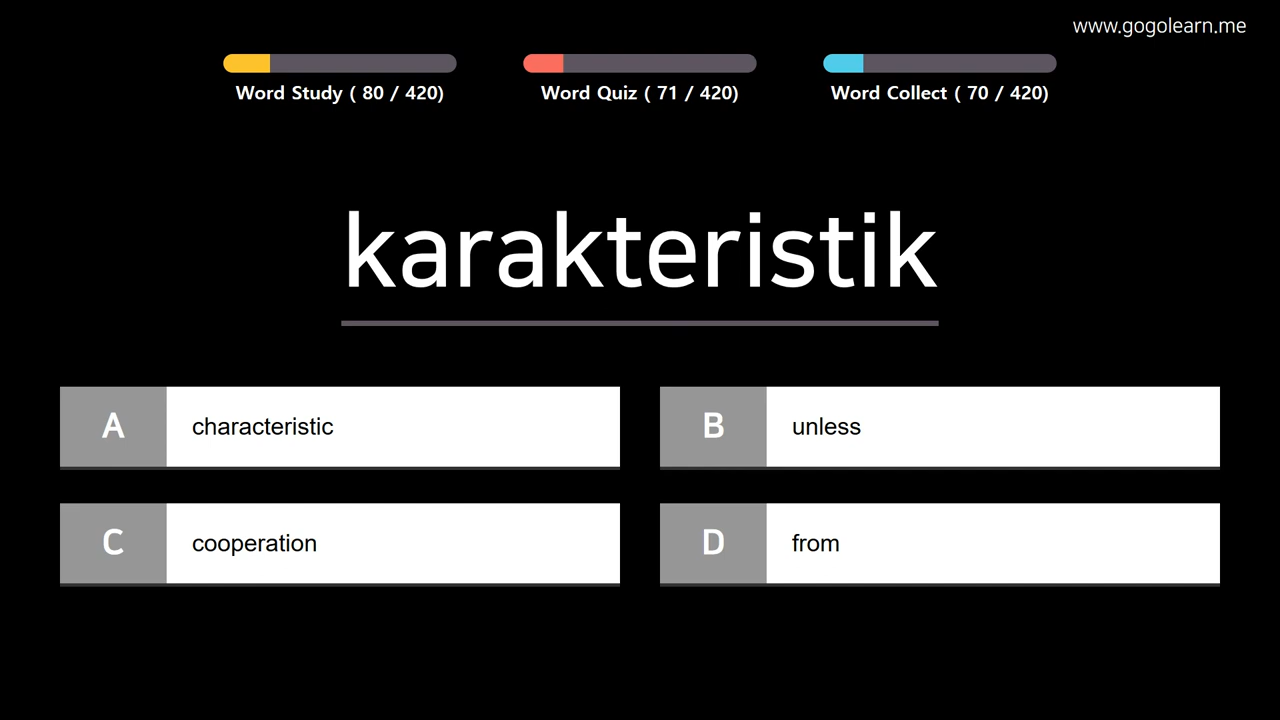 www.gogolearn.me
Word Study ( 80 / 420)
Word Quiz ( 71 / 420)
Word Collect ( 70 / 420)
karakteristik
A characteristic
B unless
C cooperation
D from